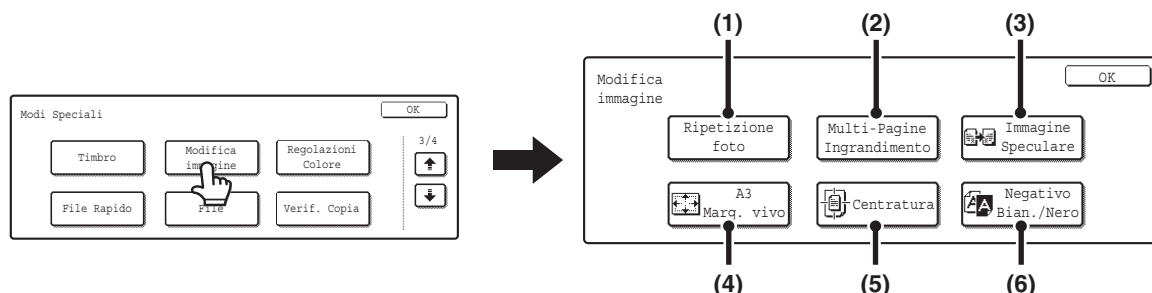 (1)
(2)
(3)
Modi Speciali
OK
Timbro
Modifica
immagine
Regolazioni
Colore
3/4
File Rapido
File
Verif. Copia
Modifica
immagine
OK
Ripetizione
foto
Multi-Pagine
Ingrandimento
Immagine
Speculare
A3
Marg. vivo
Centratura
Negativo
Bian./Nero
(4)
(5)
(6)